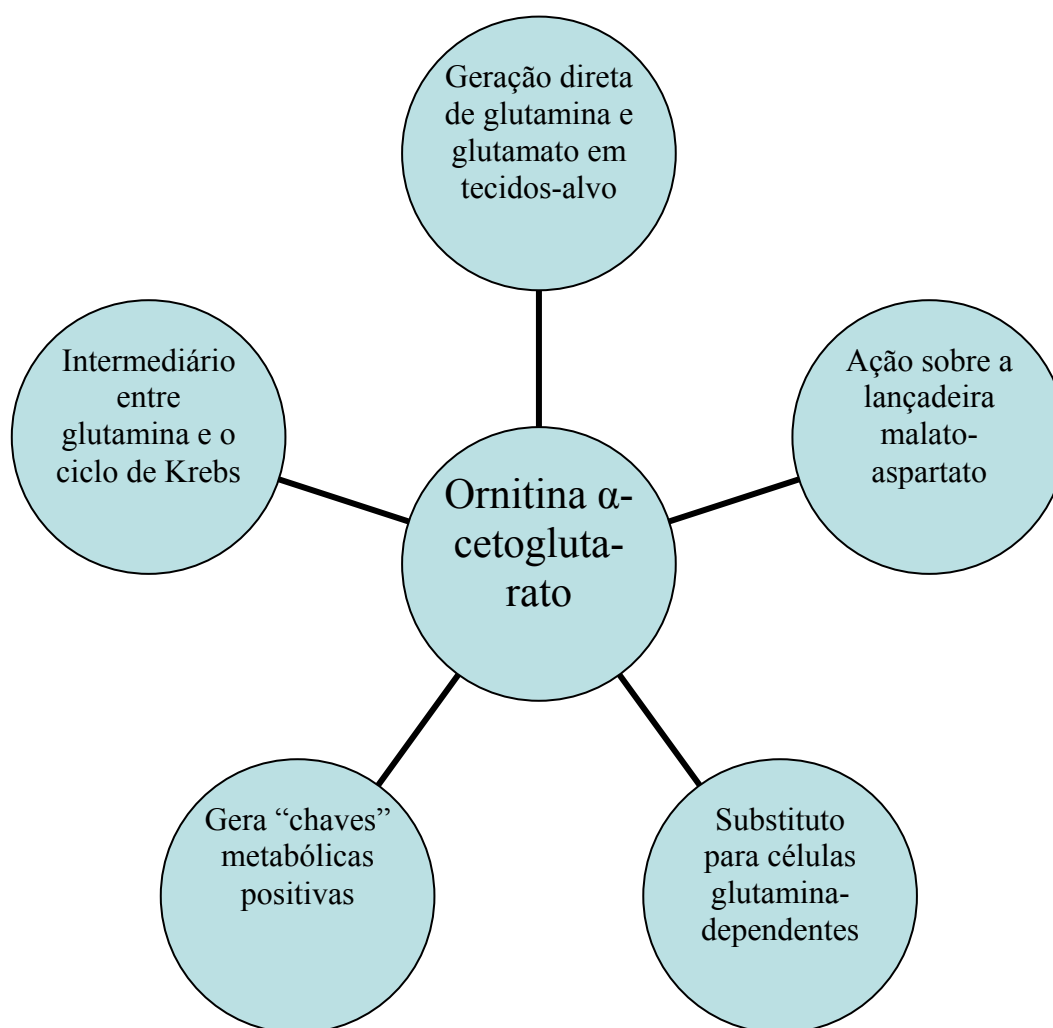 Geração direta
de glutamina e
glutamato em
tecidos-alvo
Intermediário
entre
glutamina e o
ciclo de Krebs
Ação sobre a
lançadeira
malato-
aspartato
Ornitina α-
cetogluta-
rato
Gera “chaves”
metabólicas
positivas
Substituto
para células
glutamina-
dependentes